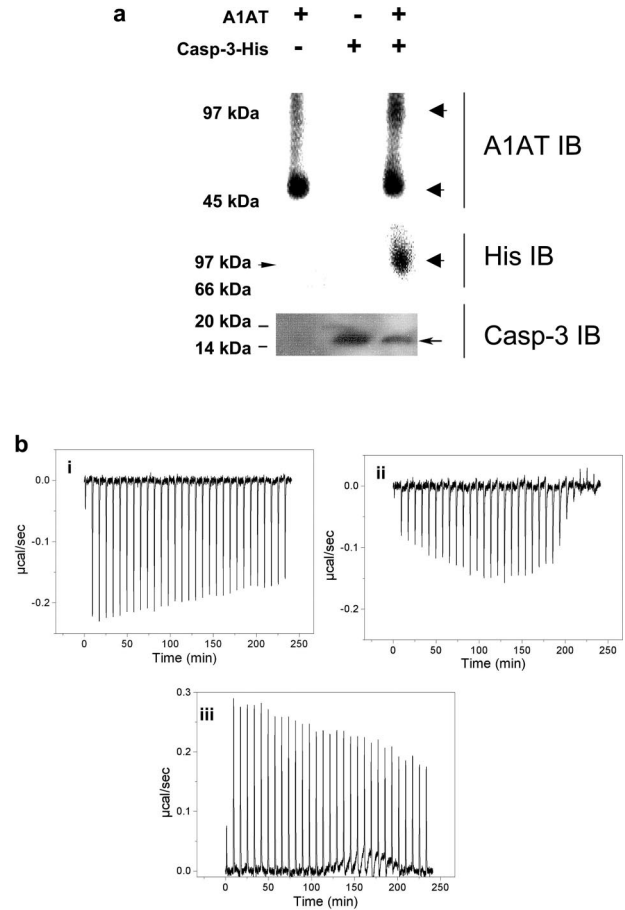 a
A1AT + - +
Casp-3-His - + +
97 kDa
45 kDa
A1AT IB
97 kDa
66 kDa
His IB
20 kDa
14 kDa
Casp-3 IB
b
i
0.0
-0.1
-0.2
µcal/sec
0 50 100 150 200 250
Time (min)
ii
0.0
-0.1
-0.2
µcal/sec
0 50 100 150 200 250
Time (min)
iii
0.3
0.2
0.1
0.0
µcal/sec
0 50 100 150 200 250
Time (min)